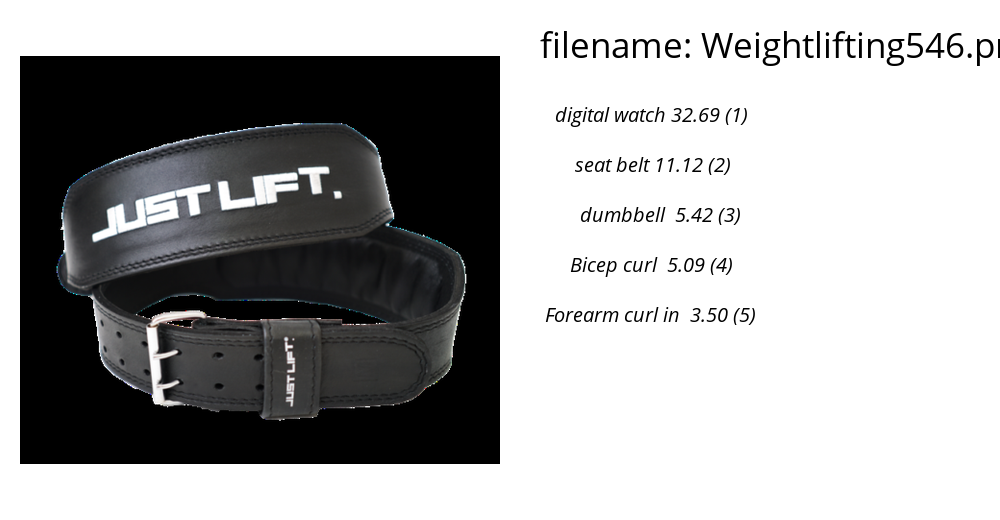 filename: Weightlifting546.p
JUST LIFT.
digital watch 32.69 (1)
seat belt 11.12 (2)
dumbbell 5.42 (3)
Bicep curl 5.09 (4)
Forearm curl in 3.50 (5)
JUST LIFT.